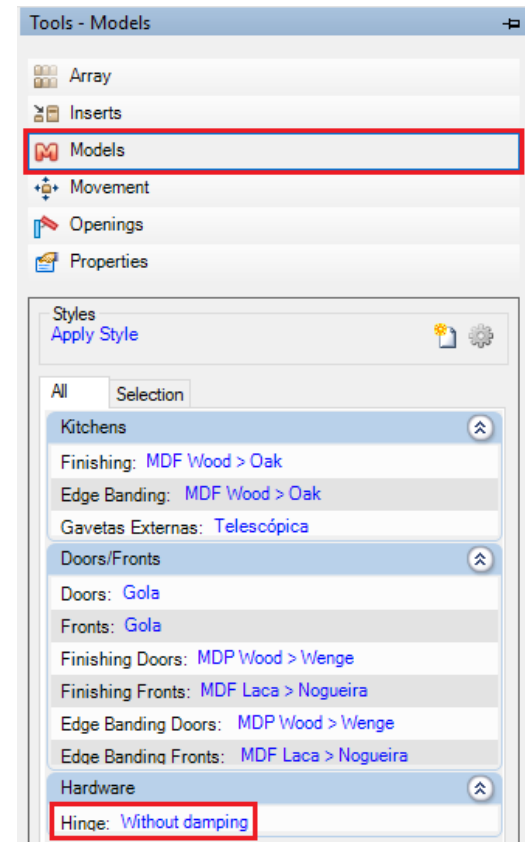 Tools - Models
Array
Inserts
Models
Movement
Openings
Properties
Styles
Apply Style
All Selection
Kitchens
Finishing: MDF Wood > Oak
Edge Banding: MDF Wood > Oak
Gavetas Externas: Telescópica
Doors/Fronts
Doors: Gola
Fronts: Gola
Finishing Doors: MDP Wood > Wenge
Finishing Fronts: MDF Laca > Nogueira
Edge Banding Doors: MDP Wood > Wenge
Edge Banding Fronts: MDF Laca > Nogueira
Hardware
Hinge: Without damping